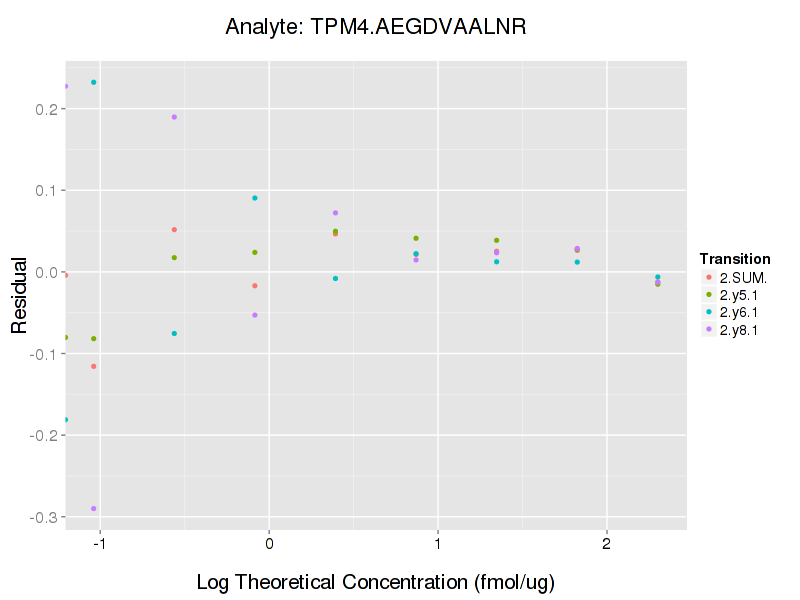 Analyte: TPM4.AEGDVAALNR
0.2
0.1
0.0
-0.1
-0.2
-0.3
Residual
-1
0
1
2
Log Theoretical Concentration (fmol/ug)
Transition
2.SUM.
2.y5.1
2.y6.1
2.y8.1